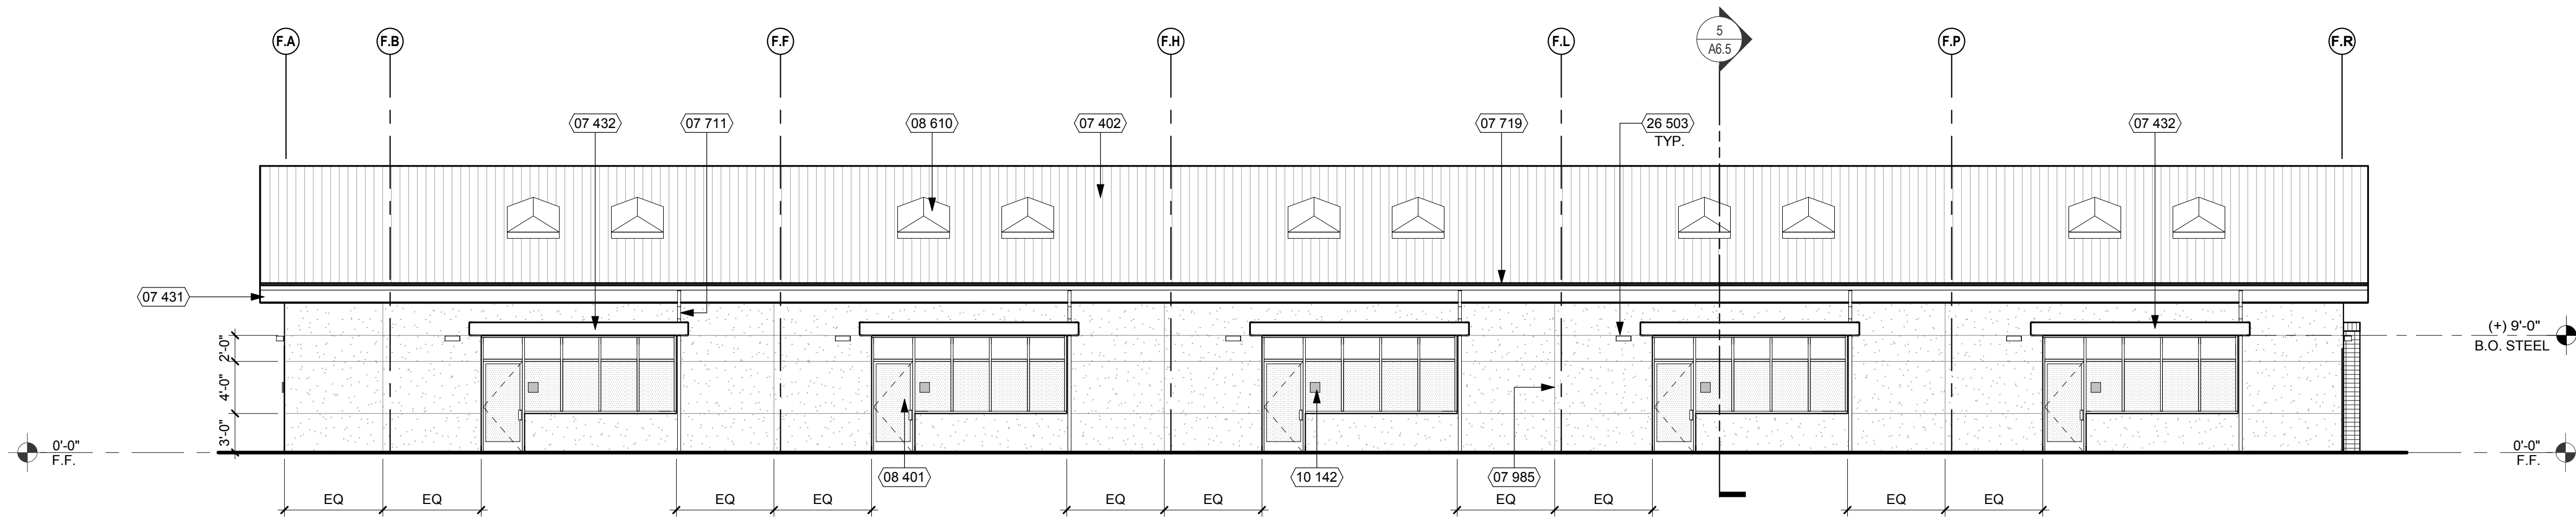 F.A
F.B
F.F
F.H
F.L
5
A6.5
F.P
F.R
07 432
07 711
08 610
07 402
07 719
26 503
TYP.
07 432
07 431
2'-0"
4'-0"
3'-0"
(+) 9'-0"
B.O. STEEL
0'-0"
F.F.
0'-0"
F.F.
08 401
10 142
07 985
EQ
EQ
EQ
EQ
EQ
EQ
EQ
EQ
EQ
EQ